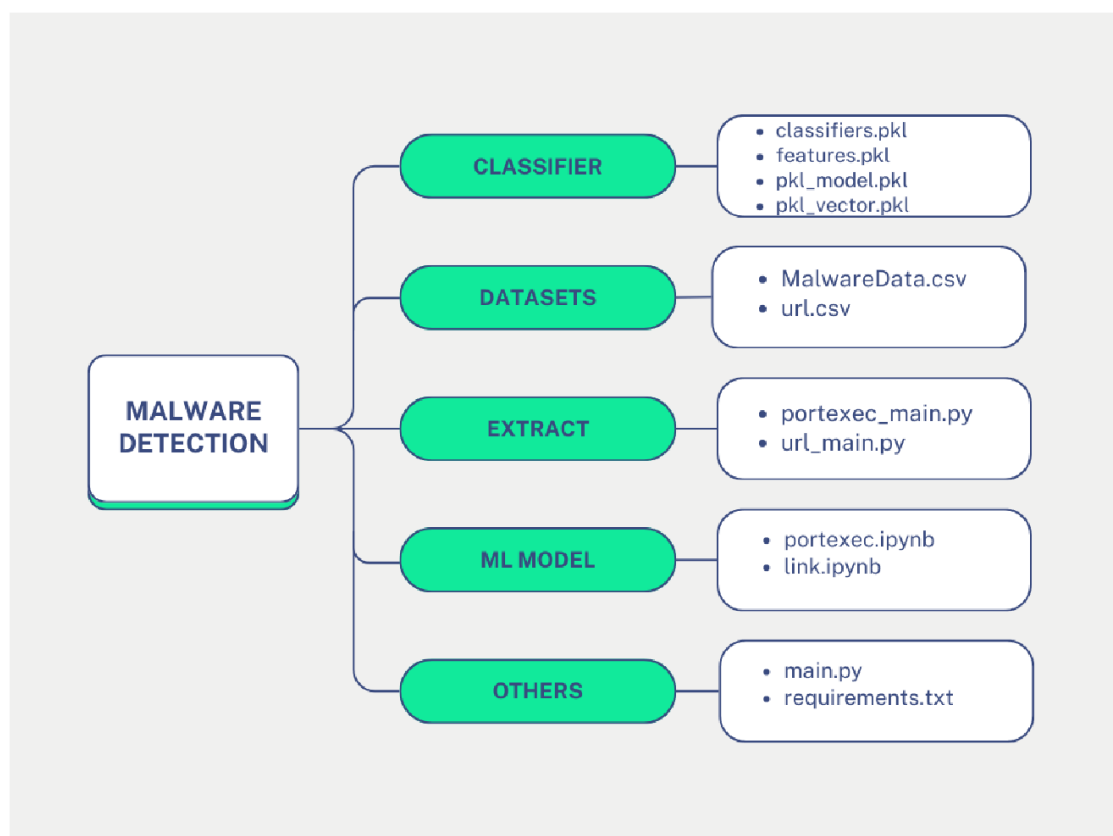 MALWARE
DETECTION
CLASSIFIER
• classifiers.pkl
• features.pkl
• pkl_model.pkl
• pkl_vector.pkl
DATASETS
• MalwareData.csv
• url.csv
EXTRACT
• portexec_main.py
• url_main.py
ML MODEL
• portexec.ipynb
• link.ipynb
OTHERS
• main.py
• requirements.txt